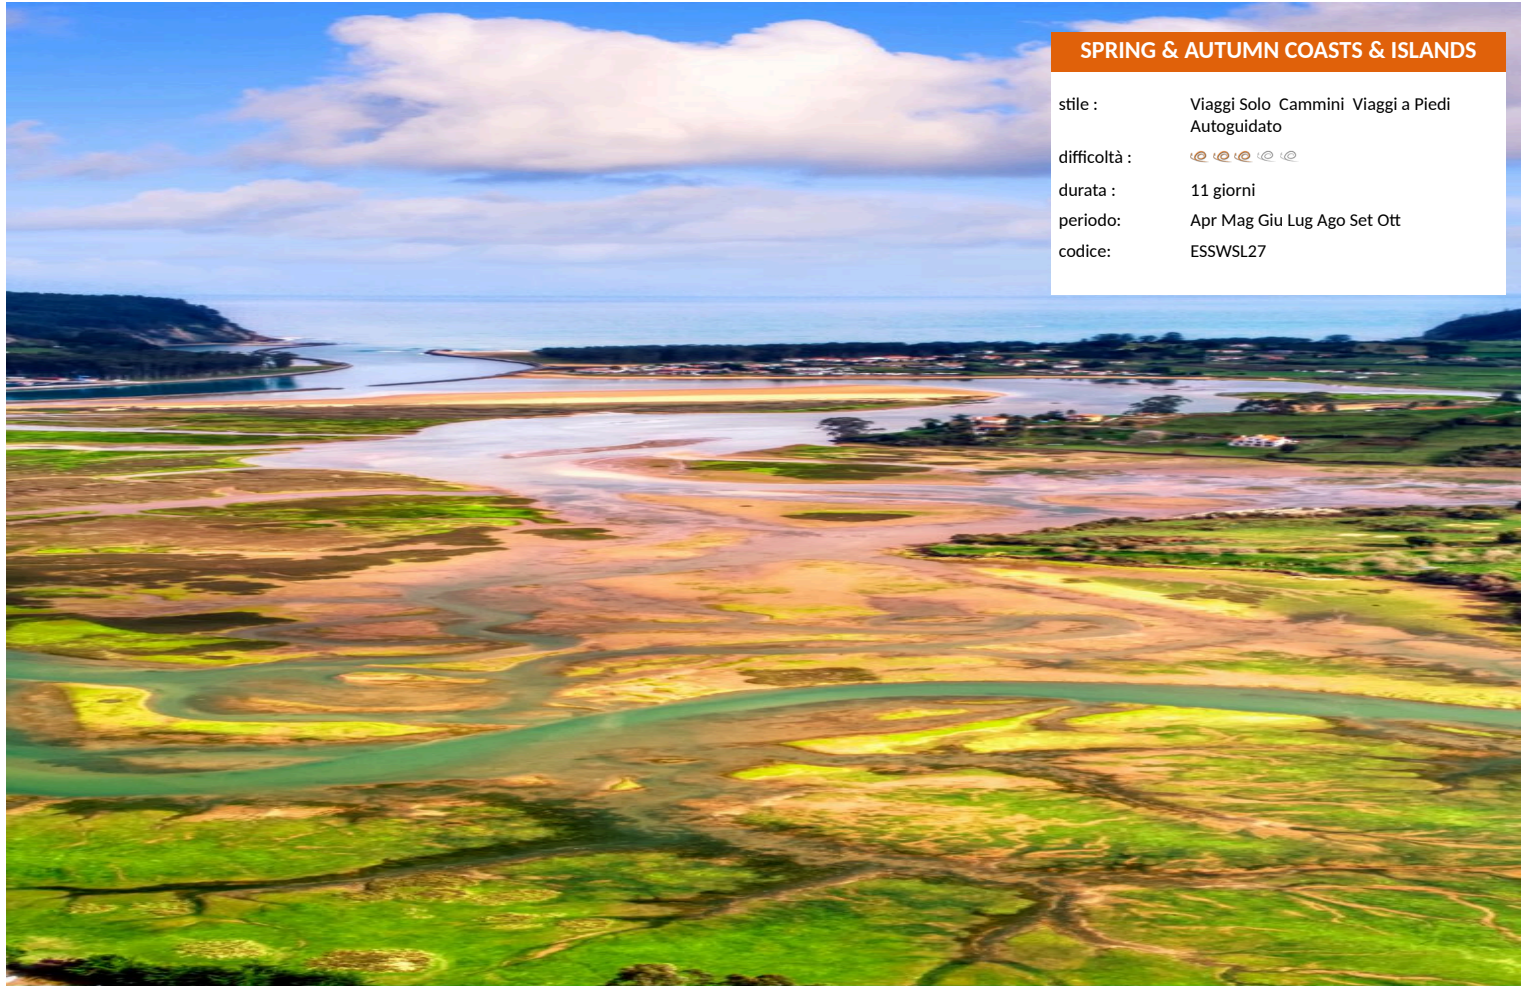 SPRING & AUTUMN COASTS & ISLANDS
stile : Viaggi Solo Cammini Viaggi a Piedi
Autoguidato
difficoltà :
durata : 11 giorni
periodo: Apr Mag Giu Lug Ago Set Ott
codice: ESSWSL27